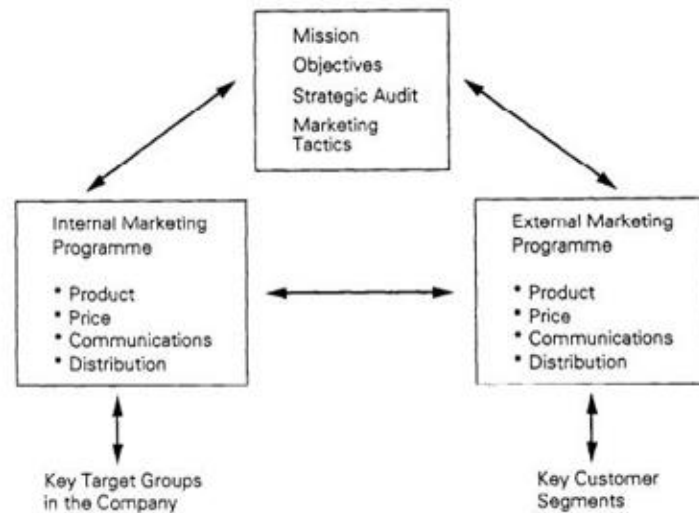 Mission
Objectives
Strategic Audit
Marketing
Tactics
Internal Marketing
Programme
* Product
* Price
* Communications
* Distribution
External Marketing
Programme
* Product
* Price
* Communications
* Distribution
Key Target Groups
in the Company
Key Customer
Segments